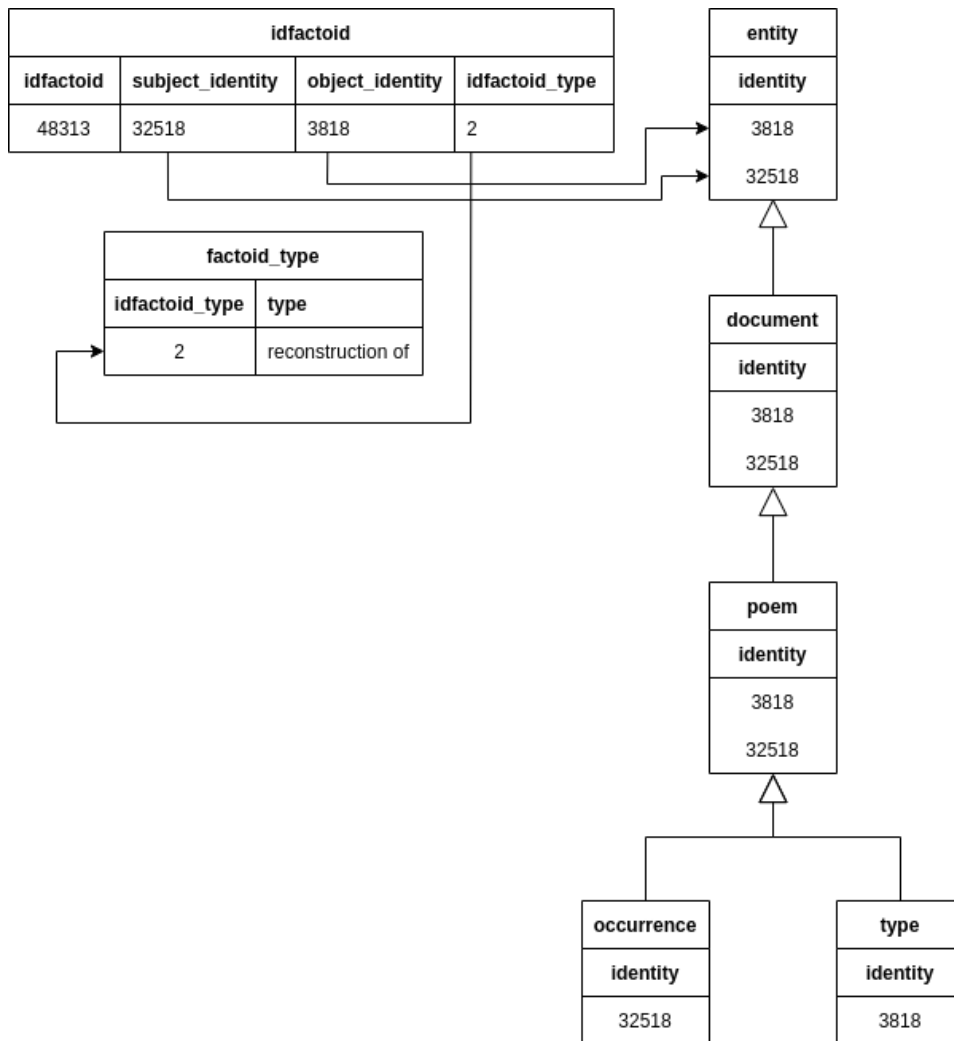 idfactoid
idfactoid subject_identity object_identity idfactoid_type
48313 32518 3818 2
entity
identity
3818
32518
factoid_type
idfactoid_type type
2 reconstruction of
document
identity
3818
32518
poem
identity
3818
32518
occurrence
identity
32518
type
identity
3818